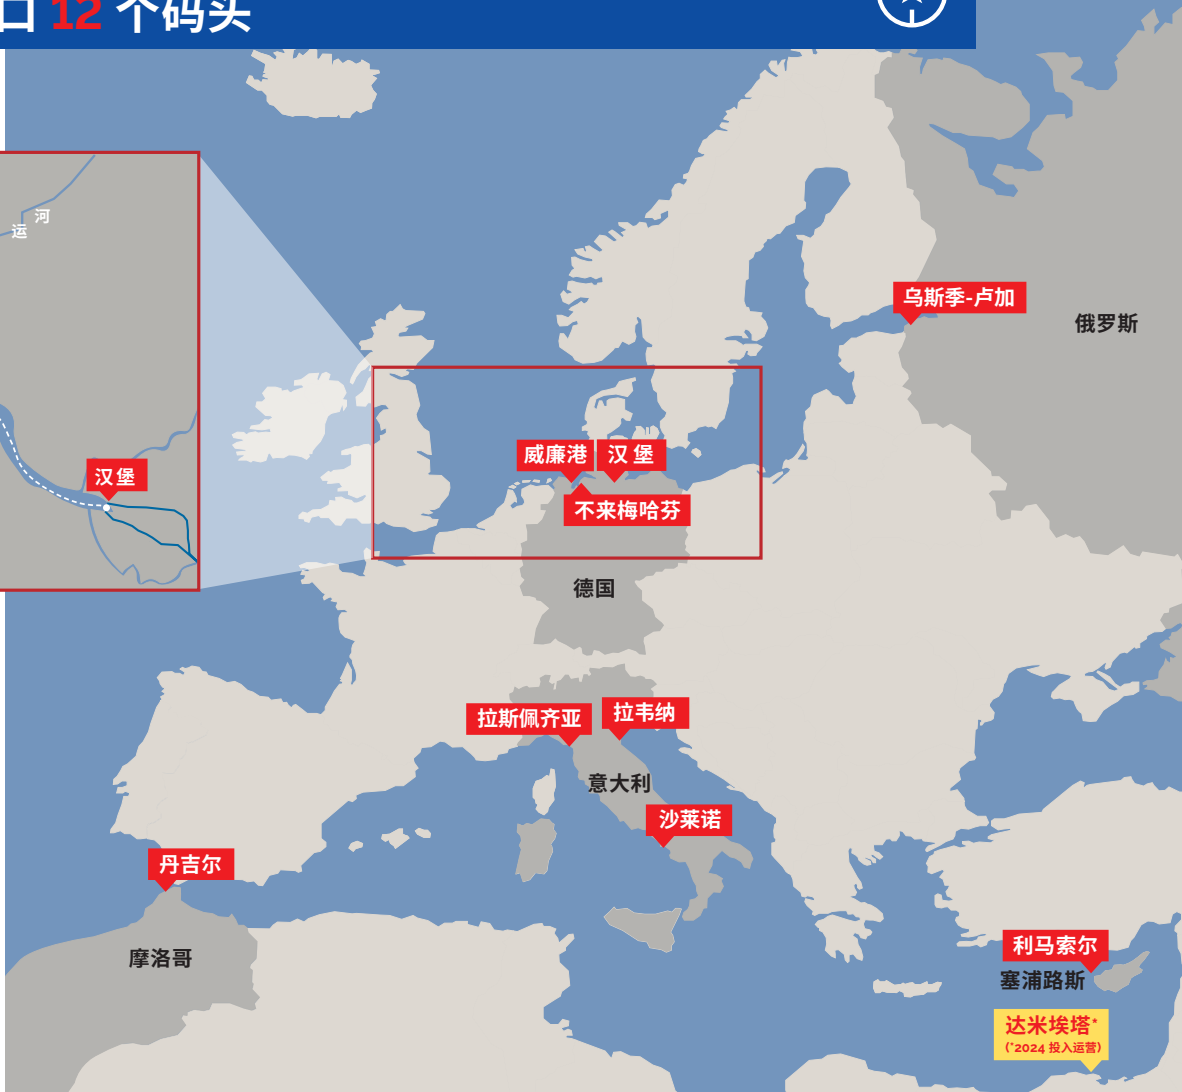 口 12 个码头
河
运
乌斯季-卢加
俄罗斯
威廉港
汉 堡
汉堡
不来梅哈芬
德国
拉斯佩齐亚
拉韦纳
意大利
沙莱诺
丹吉尔
摩洛哥
利马索尔
塞浦路斯
达米埃塔*
(*2024 投入运营)